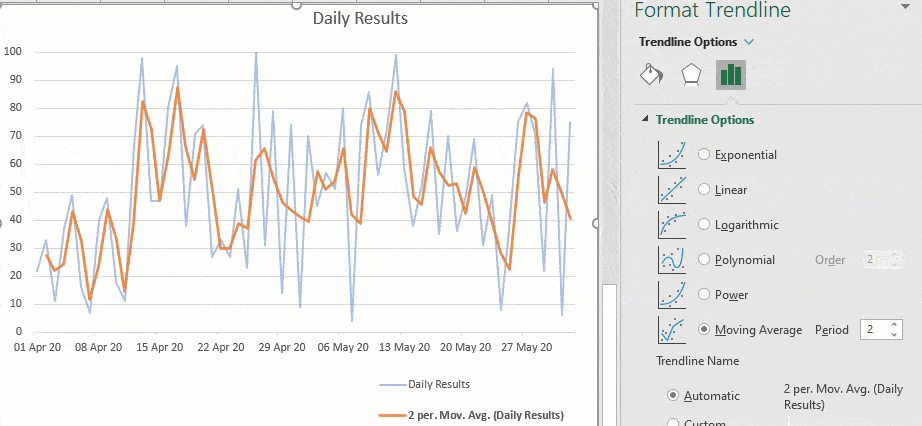 Daily Results
100
90
80
70
60
50
40
30
20
10
0
01 Apr 20 08 Apr 20 15 Apr 20 22 Apr 20 29 Apr 20 06 May 20 13 May 20 20 May 20 27 May 20
Daily Results
2 per. Mov. Avg. (Daily Results)
Format Trendline
Trendline Options
Trendline Options
Exponential
Linear
Logarithmic
Polynomial Order 2
Power
Moving Average Period 2
Trendline Name
Automatic 2 per. Mov. Avg. (Daily
Results)
Custom